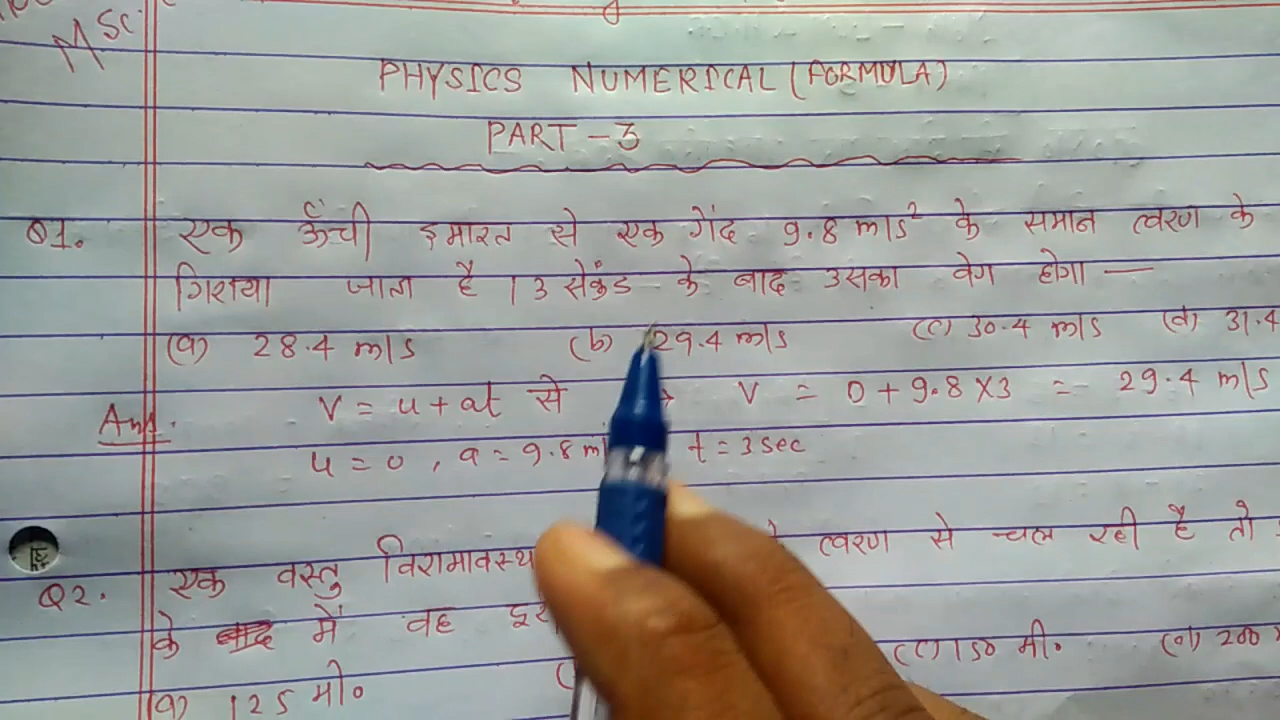 MSc
PHYSICS NUMERICAL (FORMULA)
PART - 3
Q1. एक ऊँची इमारत से एक गेंद 9.8 m/s² के समान त्वरण के
गिराया जाता है । 3 सेकुंड के बाद उसका वेग होगा —
(a) 28.4 m/s (b) 29.4 m/s (c) 30.4 m/s (d) 31.4
Ans. V = u + at से → V = 0 + 9.8 X 3 = 29.4 m/s
u = 0 , a = 9.8 m/ t = 3 sec
Q2. एक वस्तु त्वरण से चल रही है तो
के में वह
(a) 125 मी० (c) 150 मी० (d) 200